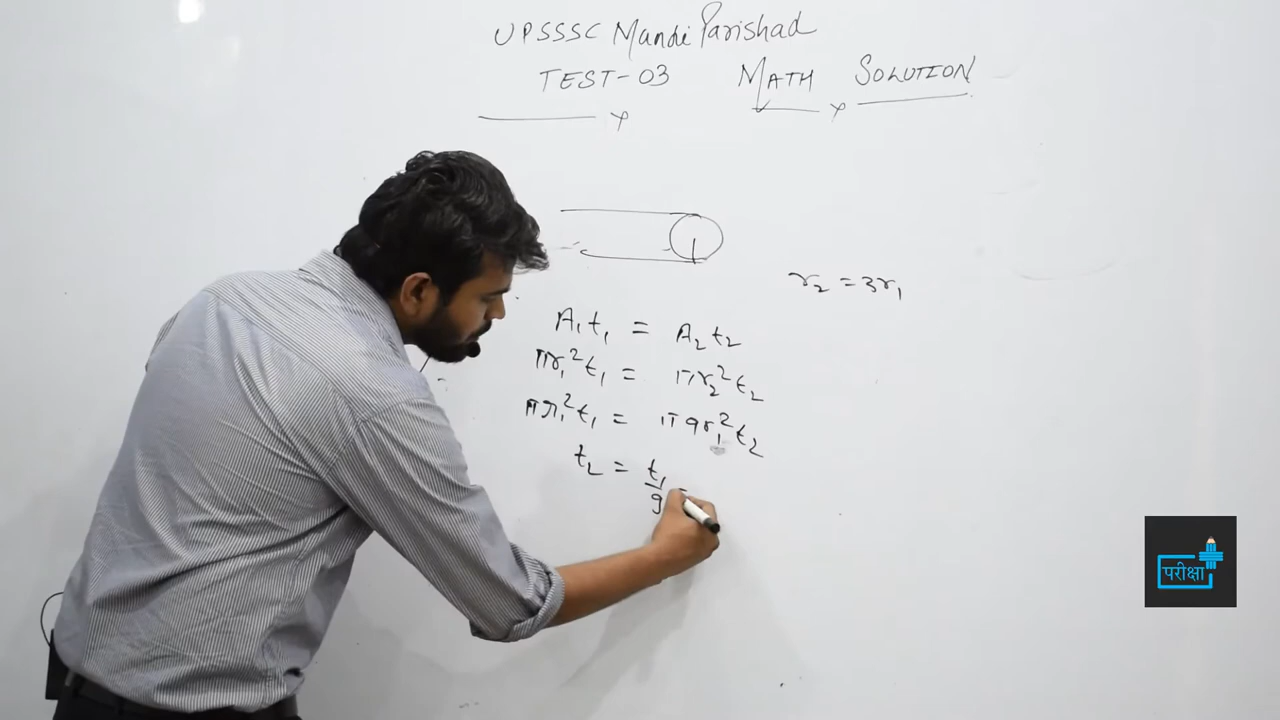 UPSSSC Mandi Parishad
TEST-03 MATH SOLUTION
r₂ = 3r₁
A₁t₁ = A₂t₂
πr₁²t₁ = πr₂²t₂
πr₁²t₁ = π9r₁²t₂
t₂ = t₁/9 =
परीक्षा